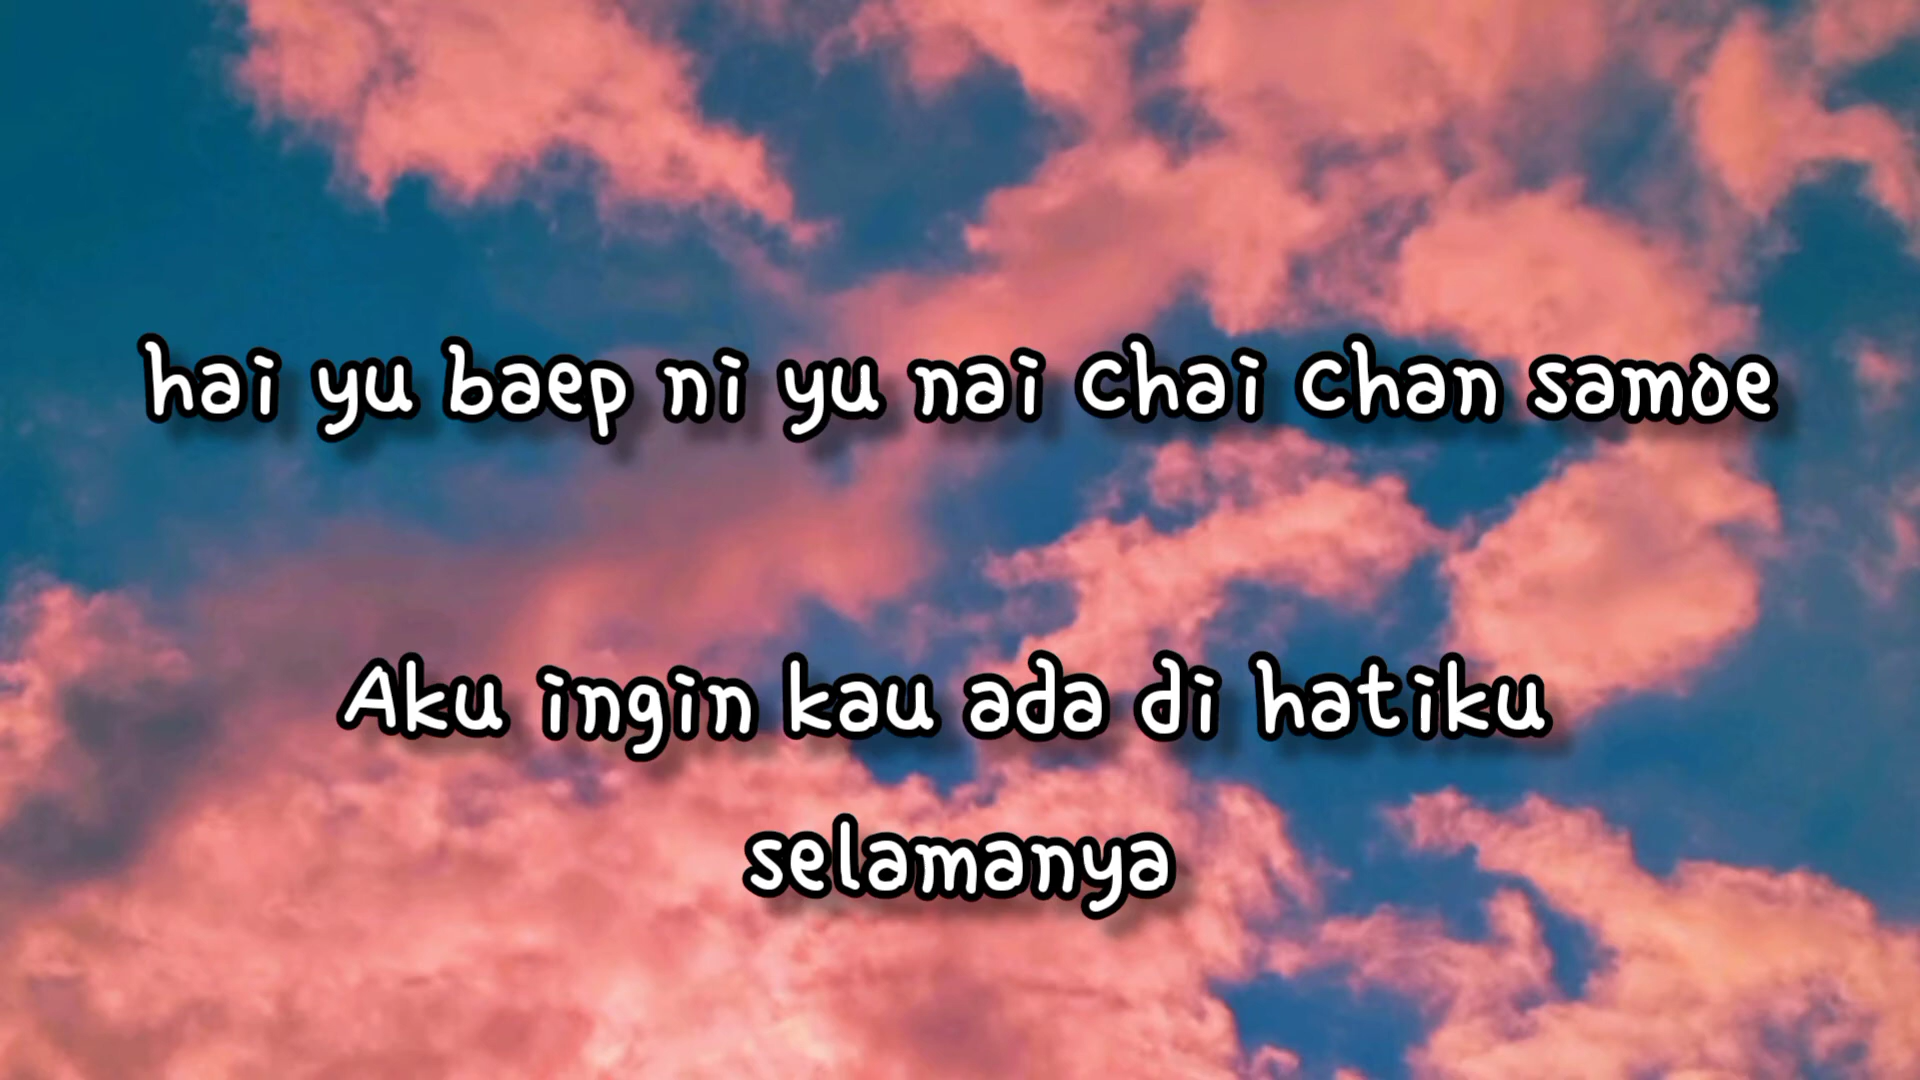 hai yu baep ni yu nai chai chan samoe
Aku ingin kau ada di hatiku
selamanya